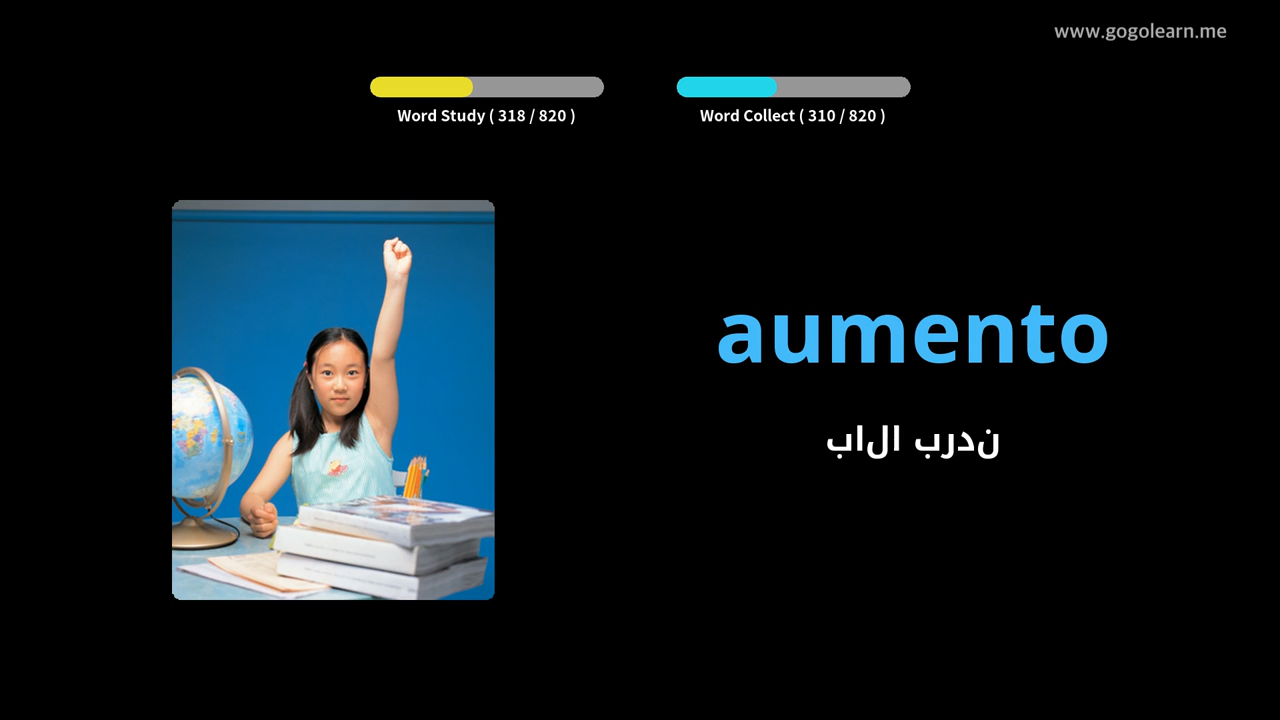 www.gogolearn.me
Word Study ( 318 / 820 )
Word Collect ( 310 / 820 )
aumento
ندرب الاب